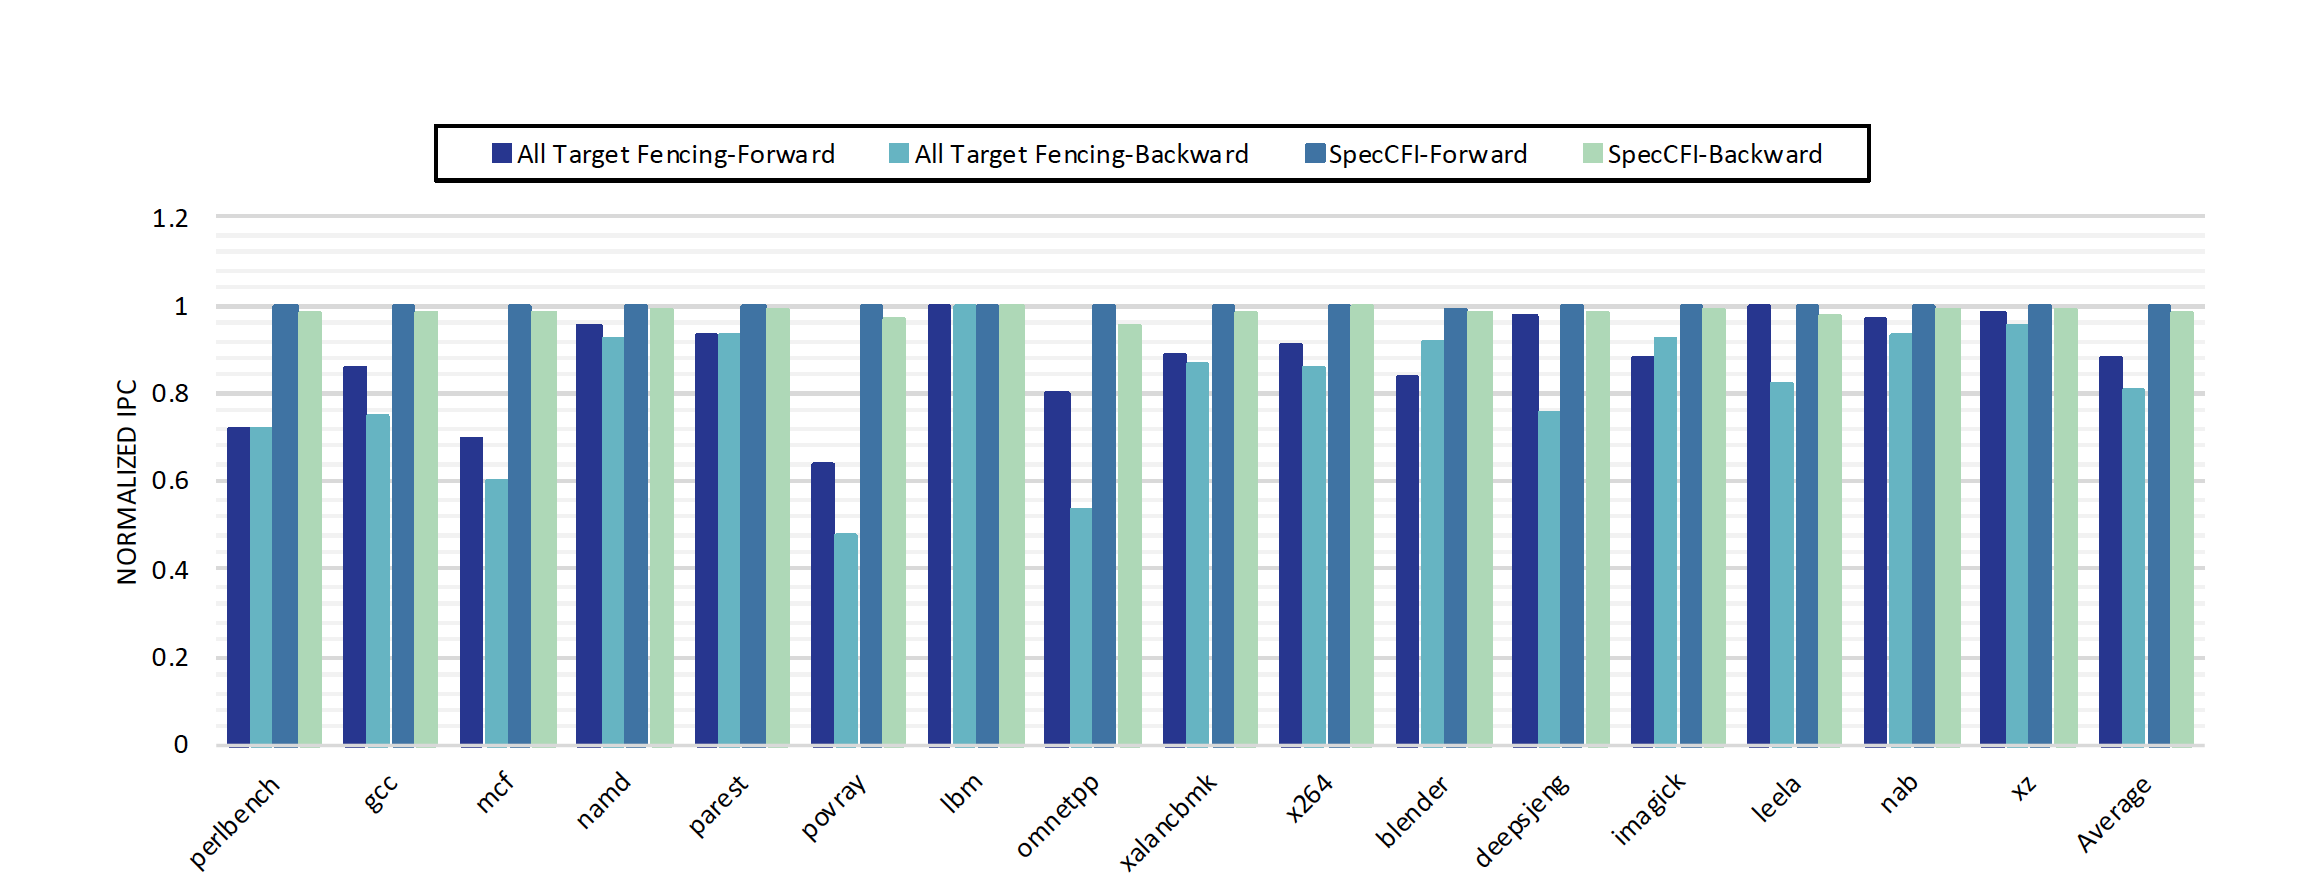 All Target Fencing-Forward All Target Fencing-Backward SpecCFI-Forward SpecCFI-Backward
1.2
1
0.8
0.6
0.4
0.2
0
NORMALIZED IPC
perlbench gcc mcf namd parest povray lbm omnetpp xalancbmk x264 blender deepsjeng imagick leela nab xz Average